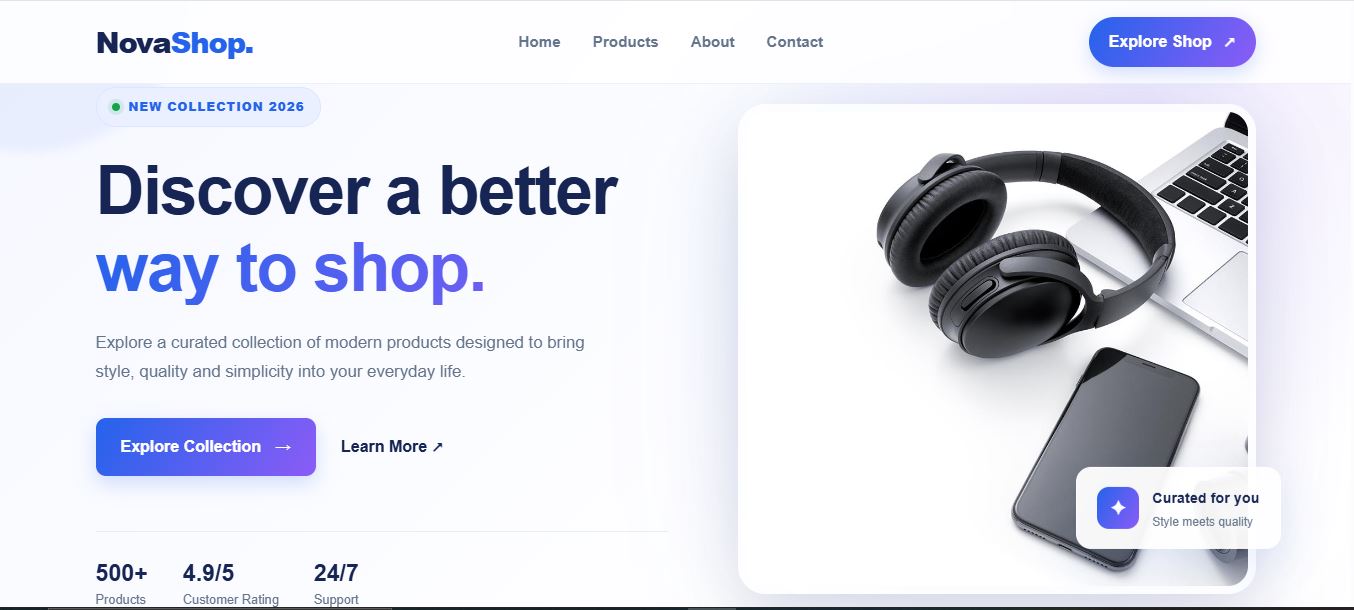 NovaShop.
Home
Products
About
Contact
Explore Shop ↗
NEW COLLECTION 2026
Discover a better
way to shop.
Explore a curated collection of modern products designed to bring
style, quality and simplicity into your everyday life.
Explore Collection →
Learn More ↗
500+
Products
4.9/5
Customer Rating
24/7
Support
Curated for you
Style meets quality